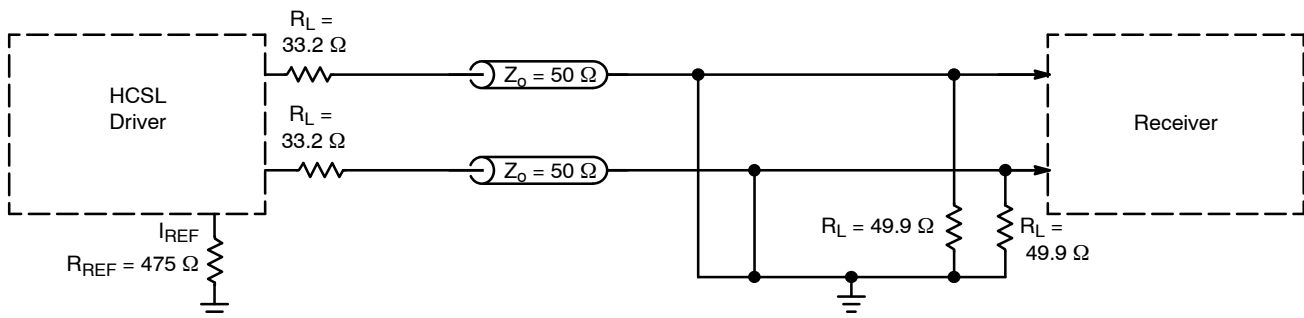 R_L =
33.2 Ω
HCSL
Driver
Z_o = 50 Ω
R_L =
33.2 Ω
Receiver
Z_o = 50 Ω
I_REF
R_REF = 475 Ω
R_L = 49.9 Ω
R_L =
49.9 Ω